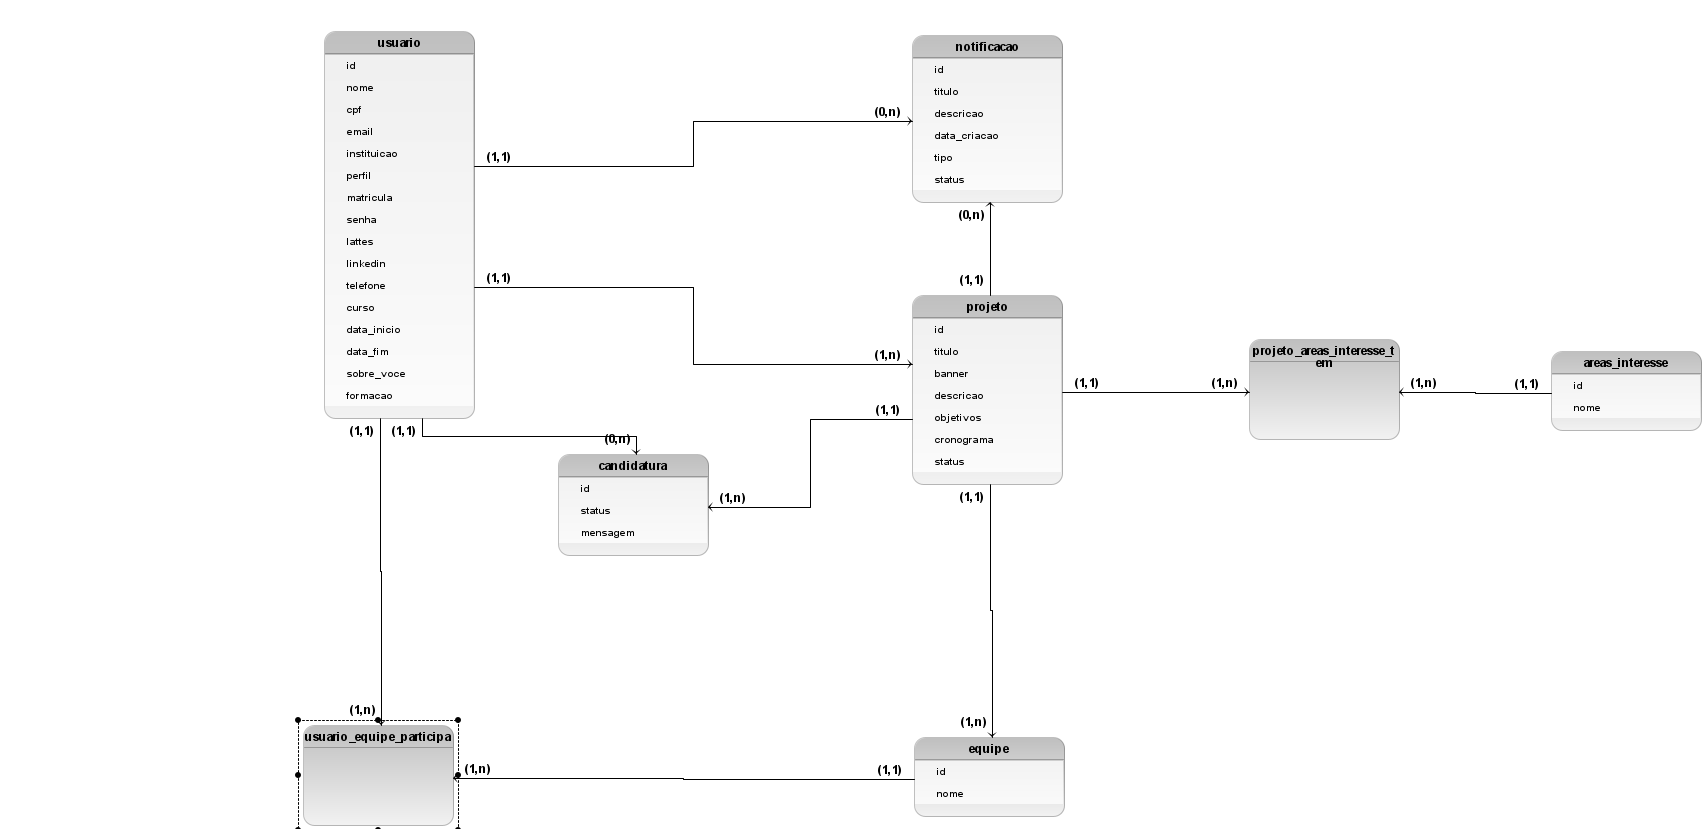 usuario
id
nome
cpf
email
instituicao
perfil
matricula
senha
lattes
linkedin
telefone
curso
data_inicio
data_fim
sobre_voce
formacao
(1,1)
(0,n)
notificacao
id
titulo
descricao
data_criacao
tipo
status
(0,n)
(1,1)
(1,1)
(1,n)
projeto
id
titulo
banner
descricao
objetivos
cronograma
status
(1,1)
(1,n)
projeto_areas_interesse_t
em
(1,n)
(1,1)
areas_interesse
id
nome
(1,1)
(1,1)
(0,n)
(1,1)
(1,n)
candidatura
id
status
mensagem
(1,1)
(1,n)
(1,n)
usuario_equipe_participa
(1,n)
(1,1)
equipe
id
nome